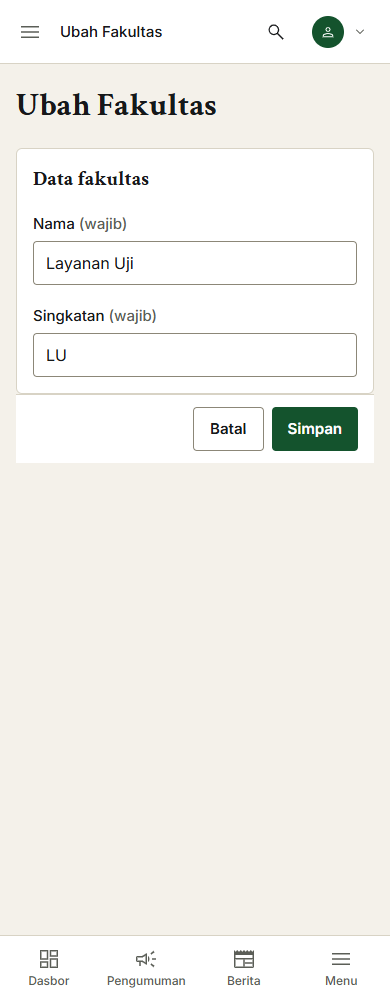 Ubah Fakultas
Ubah Fakultas
Data fakultas
Nama (wajib)
Layanan Uji
Singkatan (wajib)
LU
Batal Simpan
Dasbor Pengumuman Berita Menu